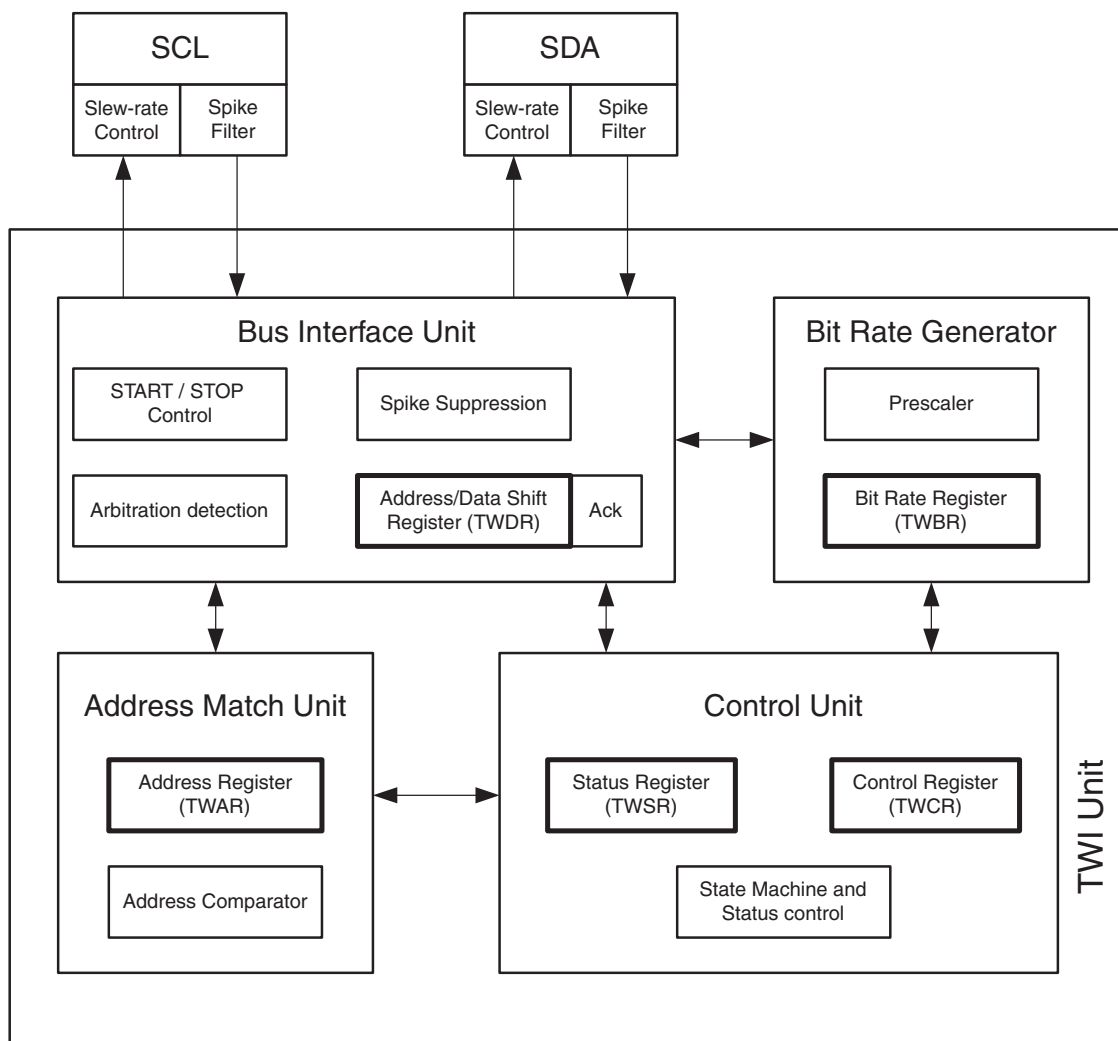 SCL
Slew-rate
Control
Spike
Filter
SDA
Slew-rate
Control
Spike
Filter
Bus Interface Unit
START / STOP
Control
Spike Suppression
Arbitration detection
Address/Data Shift
Register (TWDR)
Ack
Bit Rate Generator
Prescaler
Bit Rate Register
(TWBR)
Address Match Unit
Address Register
(TWAR)
Address Comparator
Control Unit
Status Register
(TWSR)
Control Register
(TWCR)
State Machine and
Status control
TWI Unit